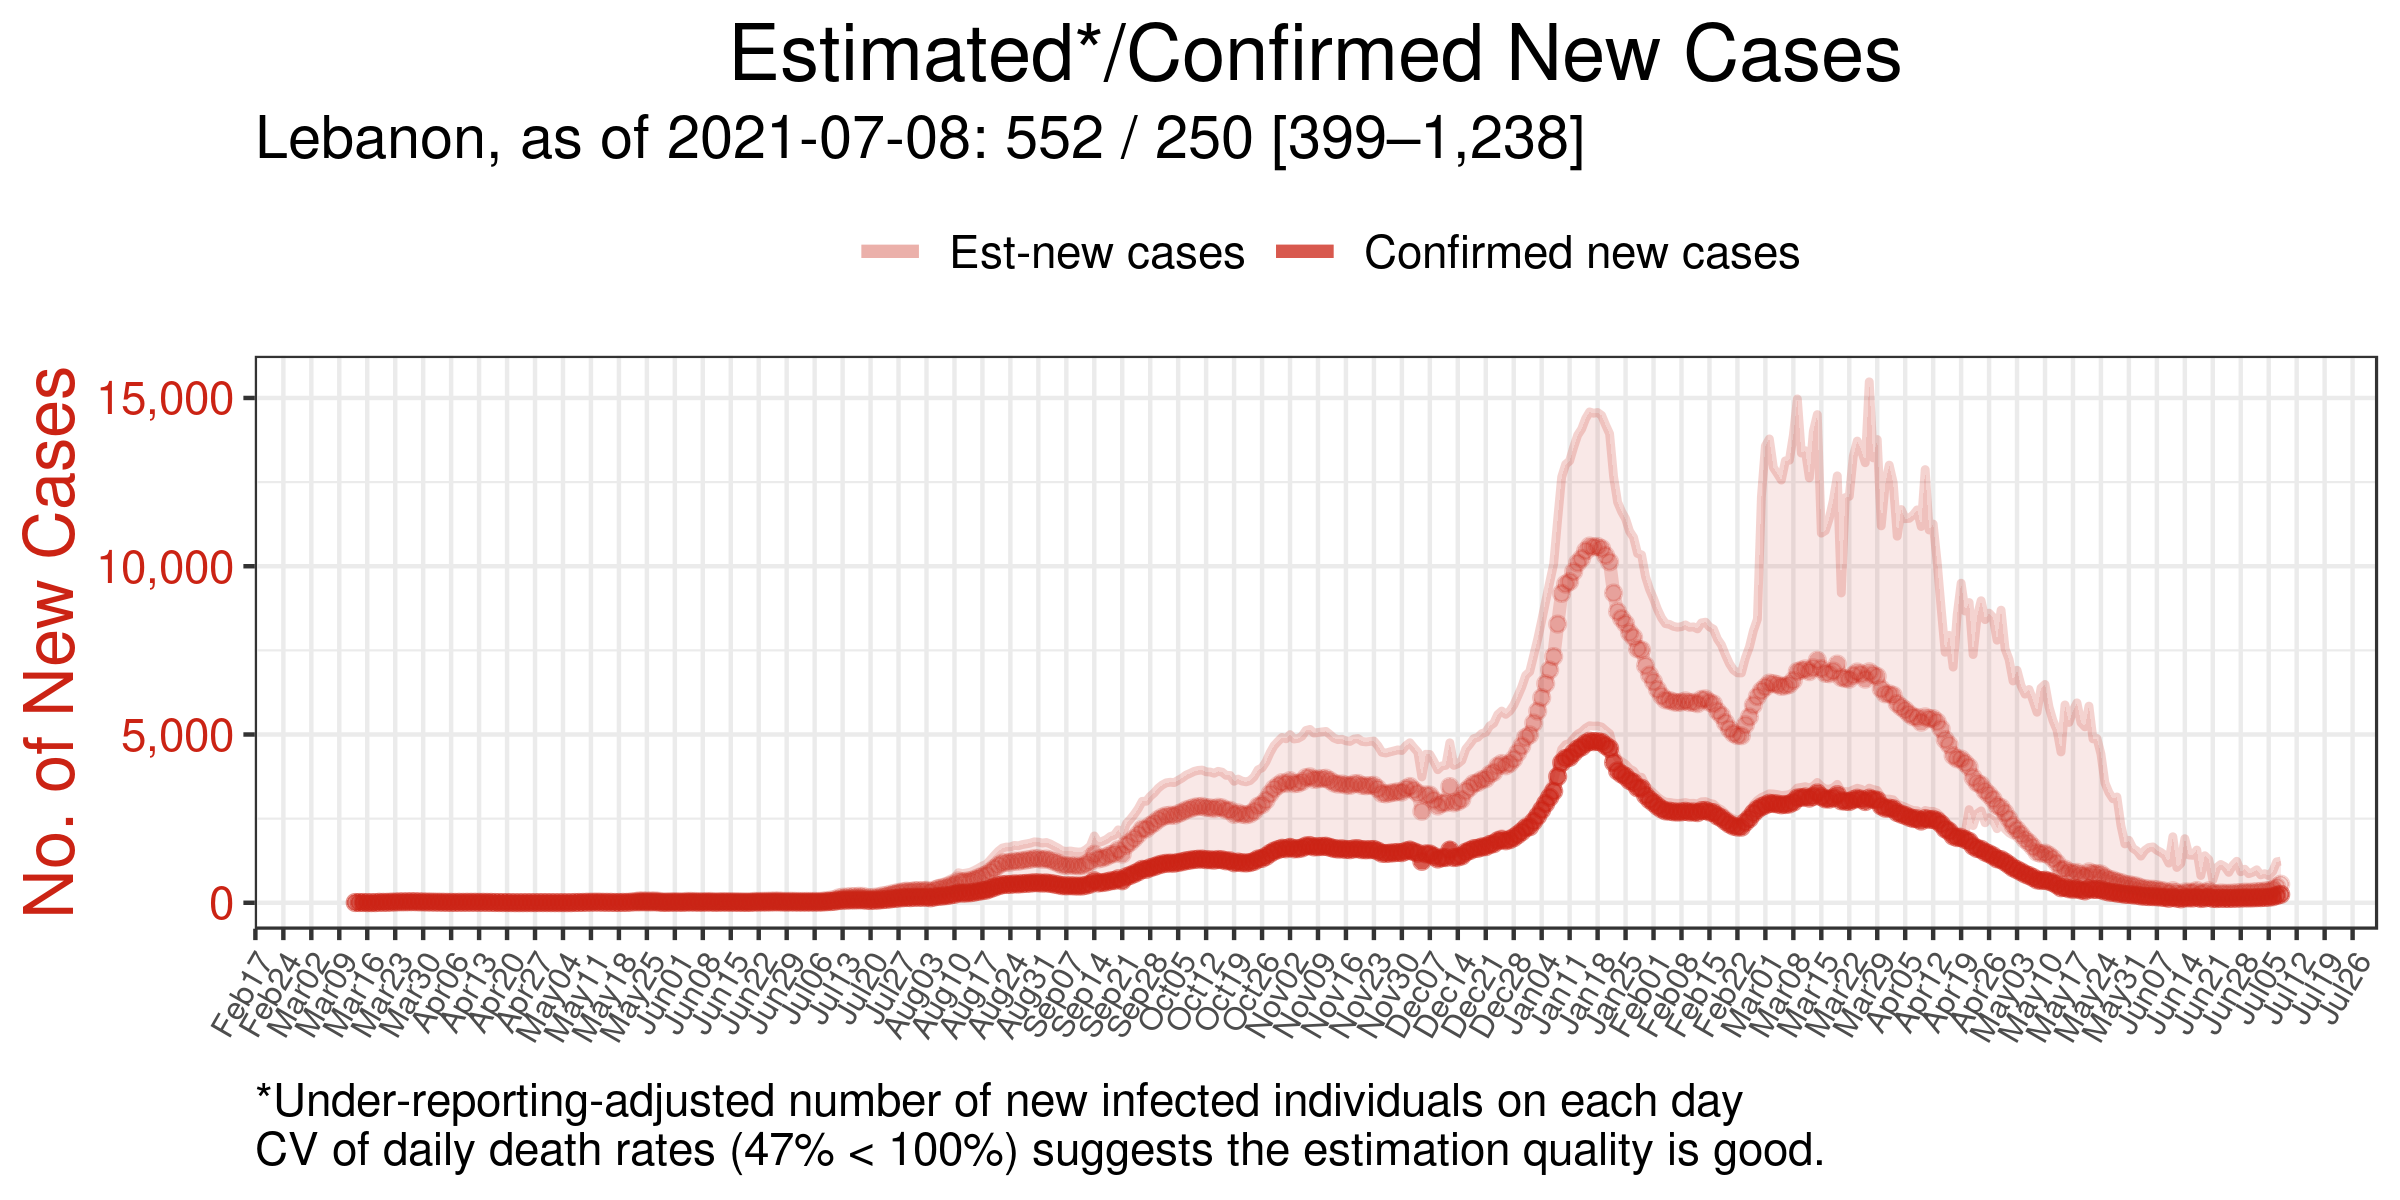 Estimated*/Confirmed New Cases
Lebanon, as of 2021-07-08: 552 / 250 [399–1,238]
Est-new cases
Confirmed new cases
No. of New Cases
15,000
10,000
5,000
0
Feb17
Feb24
Mar02
Mar09
Mar16
Mar23
Mar30
Apr06
Apr13
Apr20
Apr27
May04
May11
May18
May25
Jun01
Jun08
Jun15
Jun22
Jun29
Jul06
Jul13
Jul20
Jul27
Aug03
Aug10
Aug17
Aug24
Aug31
Sep07
Sep14
Sep21
Sep28
Oct05
Oct12
Oct19
Oct26
Nov02
Nov09
Nov16
Nov23
Nov30
Dec07
Dec14
Dec21
Dec28
Jan04
Jan11
Jan18
Jan25
Feb01
Feb08
Feb15
Feb22
Mar01
Mar08
Mar15
Mar22
Mar29
Apr05
Apr12
Apr19
Apr26
May03
May10
May17
May24
May31
Jun07
Jun14
Jun21
Jun28
Jul05
Jul12
Jul19
Jul26
*Under-reporting-adjusted number of new infected individuals on each day
CV of daily death rates (47% < 100%) suggests the estimation quality is good.